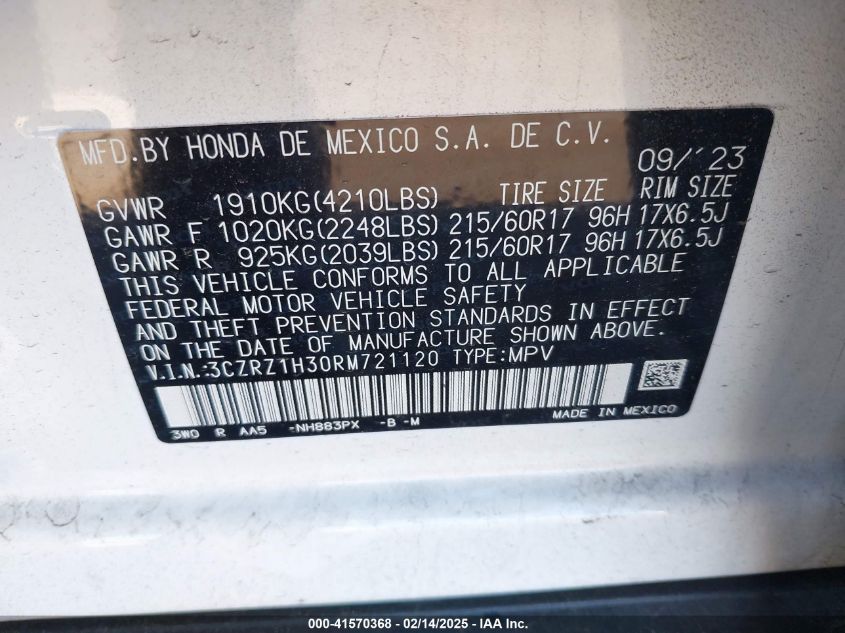 MFD.BY HONDA DE MEXICO S.A. DE C.V. 09/'23
GVWR 1910KG(4210LBS) TIRE SIZE RIM SIZE
GAWR F 1020KG(2248LBS) 215/60R17 96H 17X6.5J
GAWR R 925KG(2039LBS) 215/60R17 96H 17X6.5J
THIS VEHICLE CONFORMS TO ALL APPLICABLE
FEDERAL MOTOR VEHICLE SAFETY
AND THEFT PREVENTION STANDARDS IN EFFECT
ON THE DATE OF MANUFACTURE SHOWN ABOVE.
V.I.N.:3CZRZ1H30RM721120 TYPE:MPV
3W0 R AA5 -NH883PX -B -M MADE IN MEXICO
000-41570368 - 02/14/2025 - IAA Inc.